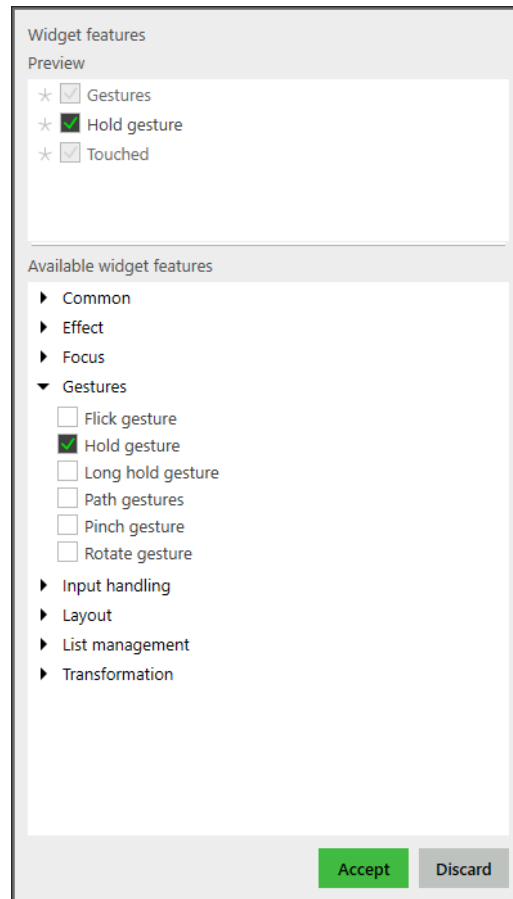 Widget features
Preview
Gestures
Hold gesture
Touched
Available widget features
Common
Effect
Focus
Gestures
Flick gesture
Hold gesture
Long hold gesture
Path gestures
Pinch gesture
Rotate gesture
Input handling
Layout
List management
Transformation
Accept Discard